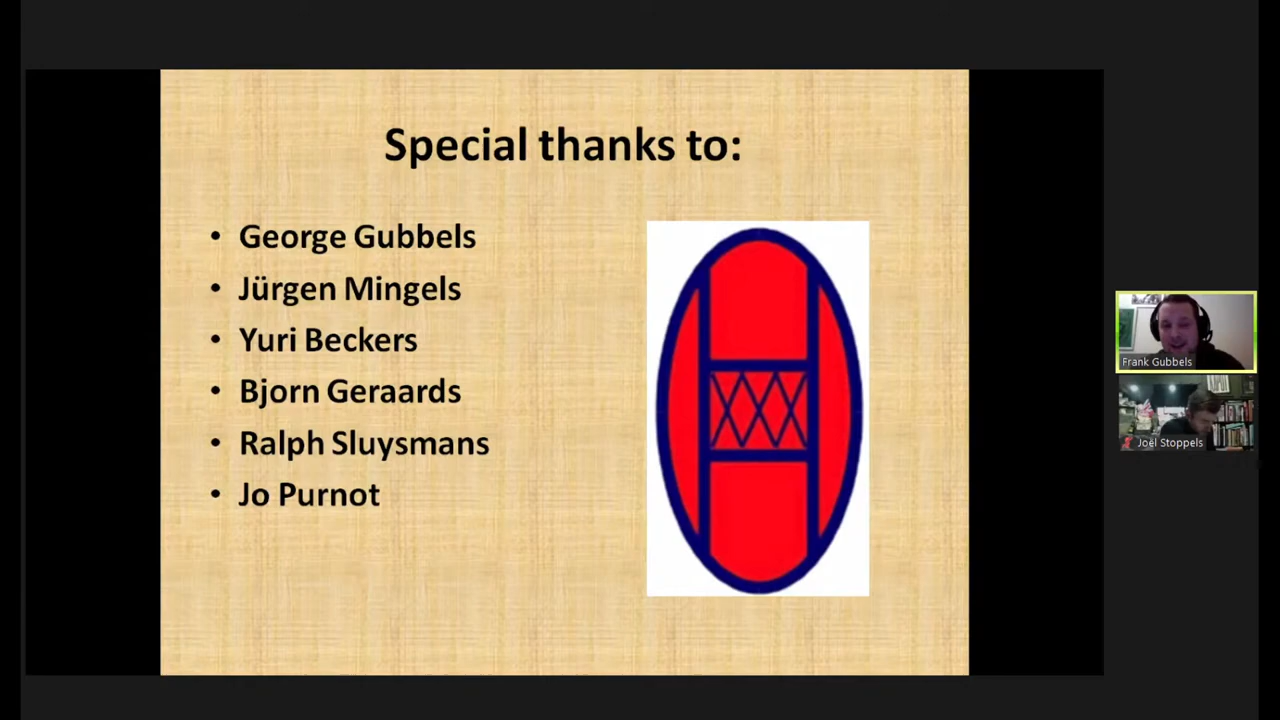 Special thanks to:
• George Gubbels
• Jürgen Mingels
• Yuri Beckers
• Bjorn Geraards
• Ralph Sluysmans
• Jo Purnot
Frank Gubbels
Joël Stoppels